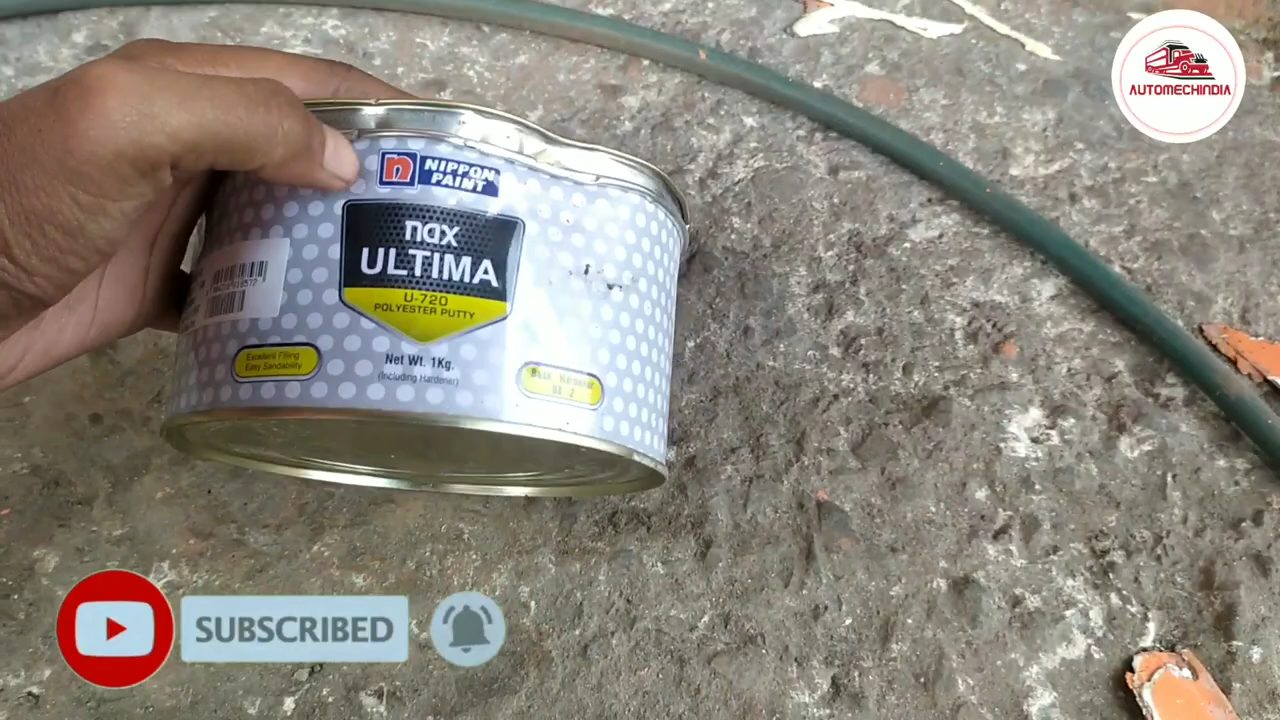 AUTOMECHINDIA
n
NIPPON
PAINT
nax
ULTIMA
U-720
POLYESTER PUTTY
Excellent Filling
Easy Sandability
Net Wt. 1Kg.
(Including Hardener)
SUBSCRIBED